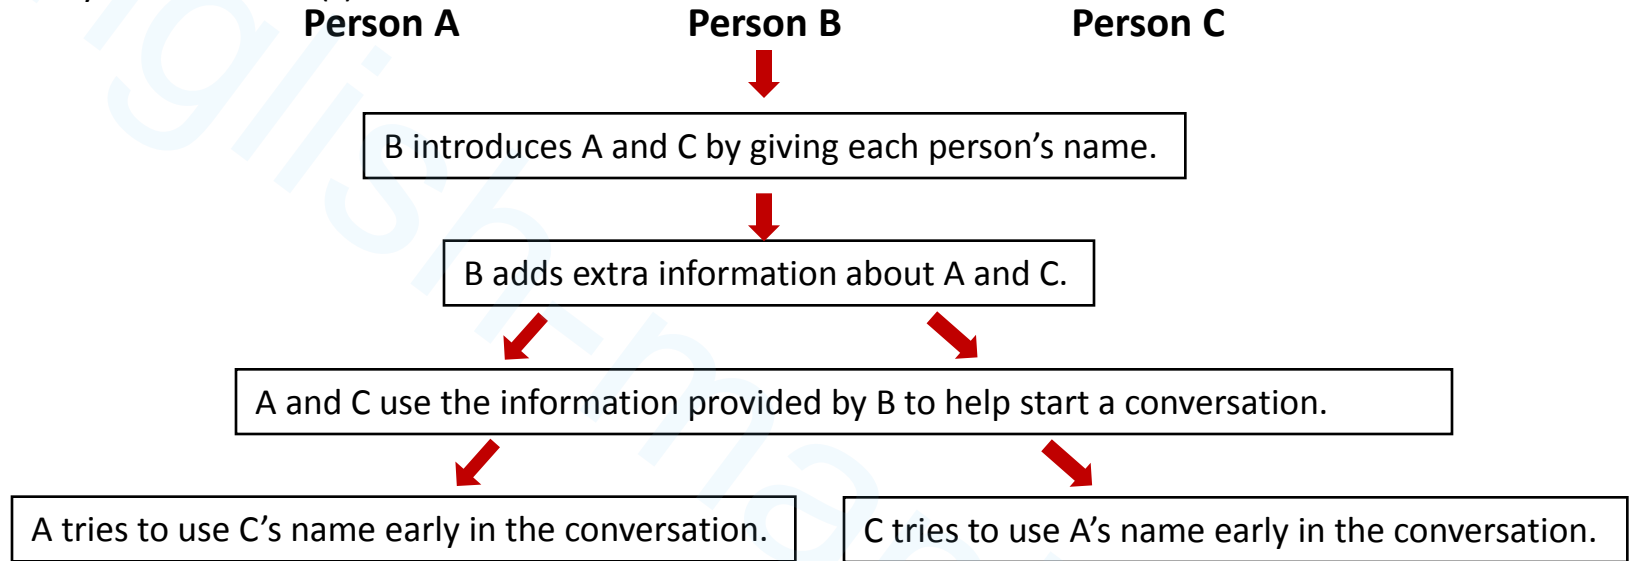 Person A Person B Person C
B introduces A and C by giving each person’s name.
B adds extra information about A and C.
A and C use the information provided by B to help start a conversation.
A tries to use C’s name early in the conversation. C tries to use A’s name early in the conversation.